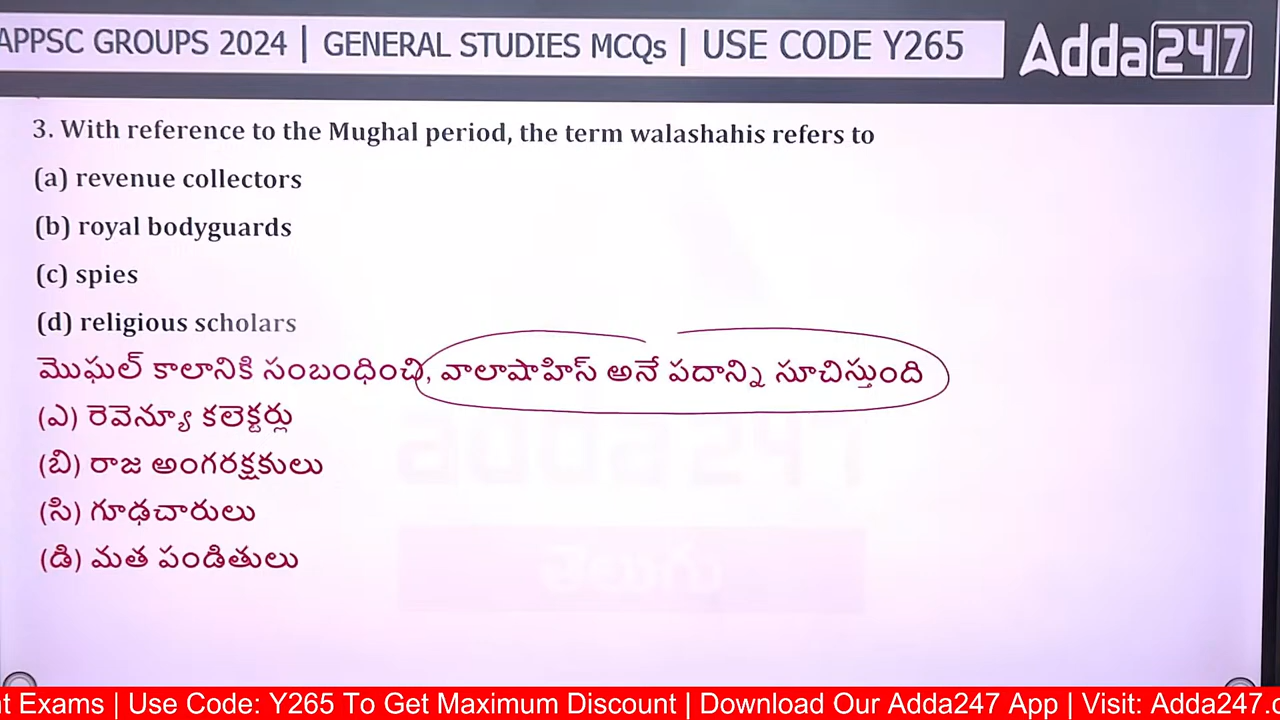 APPSC GROUPS 2024 | GENERAL STUDIES MCQs | USE CODE Y265
Adda247
3. With reference to the Mughal period, the term walashahis refers to
(a) revenue collectors
(b) royal bodyguards
(c) spies
(d) religious scholars
మొఘల్ కాలానికి సంబంధించి, వాలాషాహిస్ అనే పదాన్ని సూచిస్తుంది
(ఎ) రెవెన్యూ కలెక్టర్లు
(బి) రాజ అంగరక్షకులు
(సి) గూఢచారులు
(డి) మత పండితులు
adda247
తెలుగు
t Exams | Use Code: Y265 To Get Maximum Discount | Download Our Adda247 App | Visit: Adda247.c